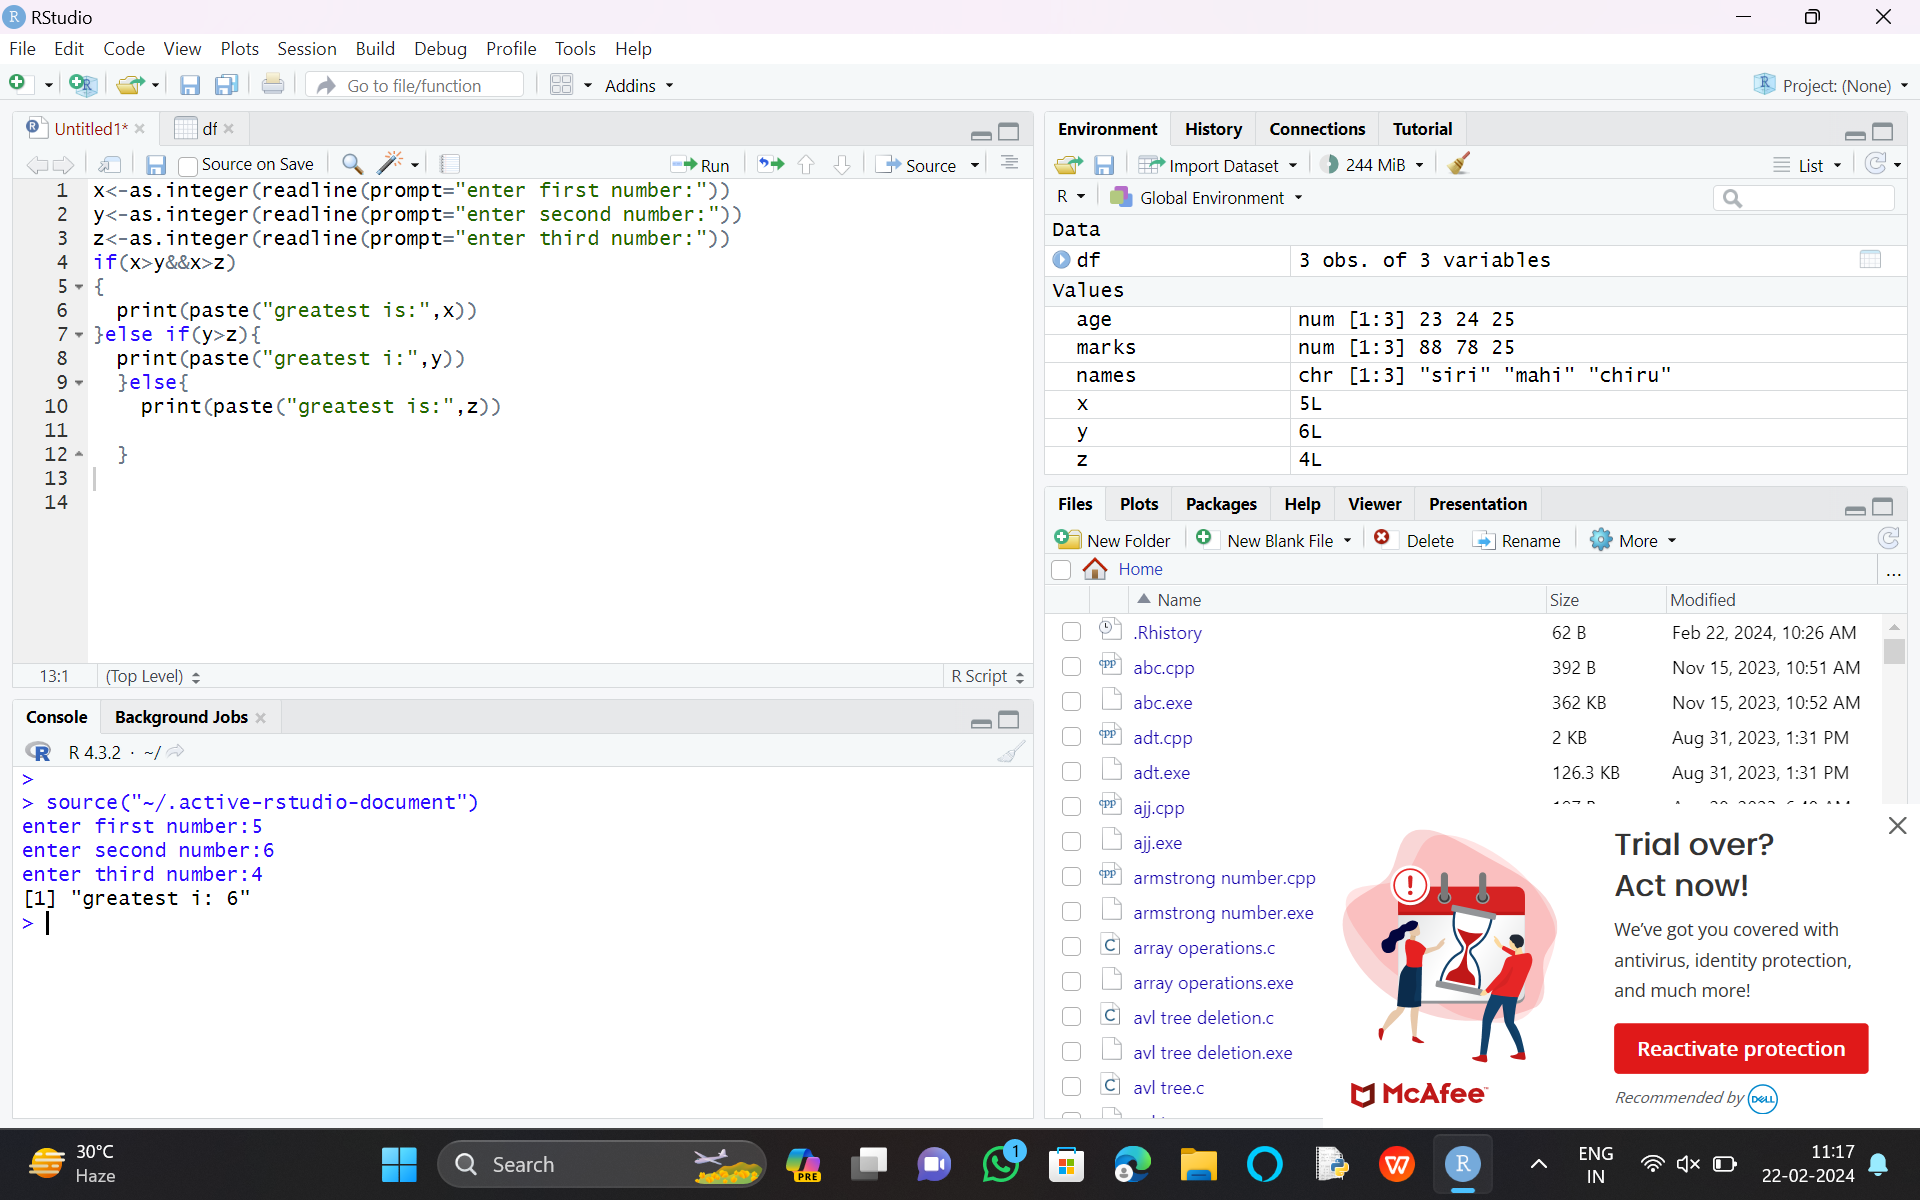 RStudio
File Edit Code View Plots Session Build Debug Profile Tools Help
Go to file/function Addins Project: (None)
Untitled1* df
Source on Save Run Source
1 x<-as.integer(readline(prompt="enter first number:"))
2 y<-as.integer(readline(prompt="enter second number:"))
3 z<-as.integer(readline(prompt="enter third number:"))
4 if(x>y&&x>z)
5 {
6 print(paste("greatest is:",x))
7 }else if(y>z){
8 print(paste("greatest i:",y))
9 }else{
10 print(paste("greatest is:",z))
11
12 }
13
14
13:1 (Top Level) R Script
Console Background Jobs
R 4.3.2 · ~/
>
> source("~/.active-rstudio-document")
enter first number:5
enter second number:6
enter third number:4
[1] "greatest i: 6"
>
Environment History Connections Tutorial
Import Dataset 244 MiB List
R Global Environment
Data
df 3 obs. of 3 variables
Values
age num [1:3] 23 24 25
marks num [1:3] 88 78 25
names chr [1:3] "siri" "mahi" "chiru"
x 5L
y 6L
z 4L
Files Plots Packages Help Viewer Presentation
New Folder New Blank File Delete Rename More
Home ...
Name Size Modified
.Rhistory 62 B Feb 22, 2024, 10:26 AM
abc.cpp 392 B Nov 15, 2023, 10:51 AM
abc.exe 362 KB Nov 15, 2023, 10:52 AM
adt.cpp 2 KB Aug 31, 2023, 1:31 PM
adt.exe 126.3 KB Aug 31, 2023, 1:31 PM
ajj.cpp
ajj.exe
armstrong number.cpp
armstrong number.exe
array operations.c
array operations.exe
avl tree deletion.c
avl tree deletion.exe
avl tree.c
Trial over?
Act now!
We've got you covered with
antivirus, identity protection,
and much more!
Reactivate protection
McAfee
Recommended by DELL
30°C
Haze
Search
PRE
1
ENG
IN
11:17
22-02-2024